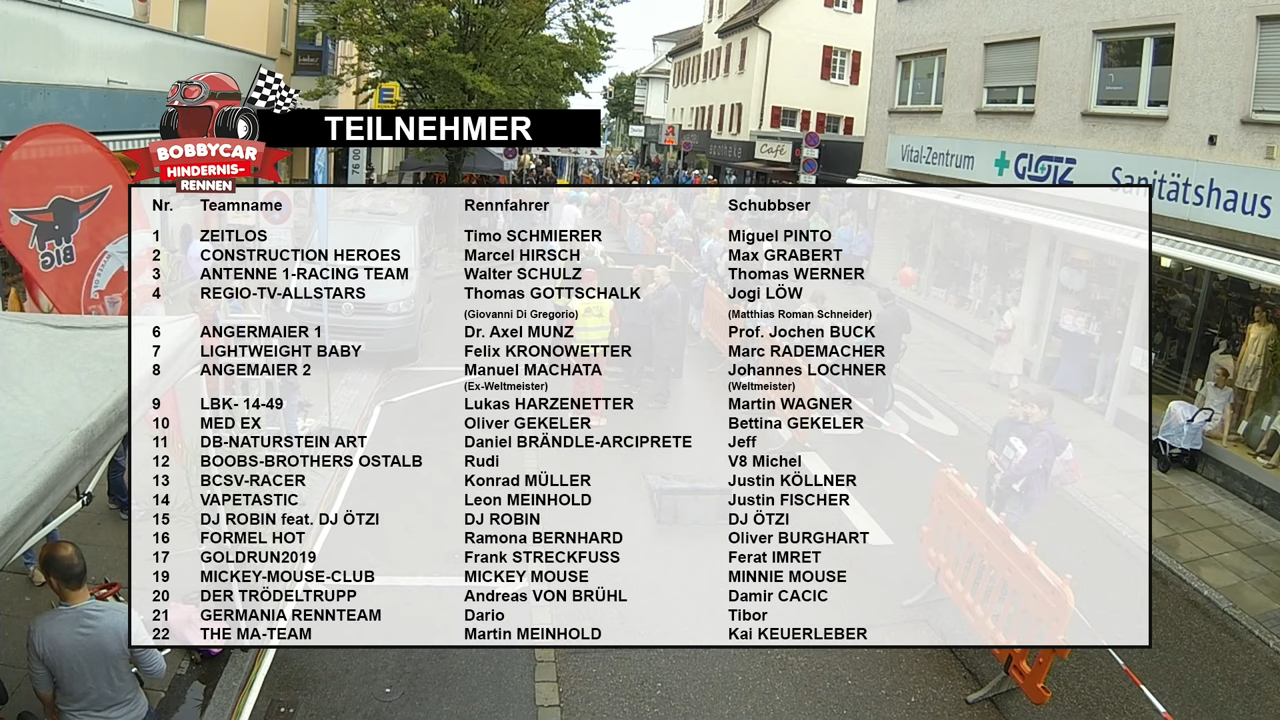 TEILNEHMER
BOBBYCAR
HINDERNIS-
RENNEN
Nr. Teamname Rennfahrer Schubbser
1 ZEITLOS Timo SCHMIERER Miguel PINTO
2 CONSTRUCTION HEROES Marcel HIRSCH Max GRABERT
3 ANTENNE 1-RACING TEAM Walter SCHULZ Thomas WERNER
4 REGIO-TV-ALLSTARS Thomas GOTTSCHALK Jogi LÖW
(Giovanni Di Gregorio) (Matthias Roman Schneider)
6 ANGERMAIER 1 Dr. Axel MUNZ Prof. Jochen BUCK
7 LIGHTWEIGHT BABY Felix KRONOWETTER Marc RADEMACHER
8 ANGEMAIER 2 Manuel MACHATA Johannes LOCHNER
(Ex-Weltmeister) (Weltmeister)
9 LBK- 14-49 Lukas HARZENETTER Martin WAGNER
10 MED EX Oliver GEKELER Bettina GEKELER
11 DB-NATURSTEIN ART Daniel BRÄNDLE-ARCIPRETE Jeff
12 BOOBS-BROTHERS OSTALB Rudi V8 Michel
13 BCSV-RACER Konrad MÜLLER Justin KÖLLNER
14 VAPETASTIC Leon MEINHOLD Justin FISCHER
15 DJ ROBIN feat. DJ ÖTZI DJ ROBIN DJ ÖTZI
16 FORMEL HOT Ramona BERNHARD Oliver BURGHART
17 GOLDRUN2019 Frank STRECKFUSS Ferat IMRET
19 MICKEY-MOUSE-CLUB MICKEY MOUSE MINNIE MOUSE
20 DER TRÖDELTRUPP Andreas VON BRÜHL Damir CACIC
21 GERMANIA RENNTEAM Dario Tibor
22 THE MA-TEAM Martin MEINHOLD Kai KEUERLEBER
Vital-Zentrum GLOTZ Sanitätshaus
Café
BIG
76 00